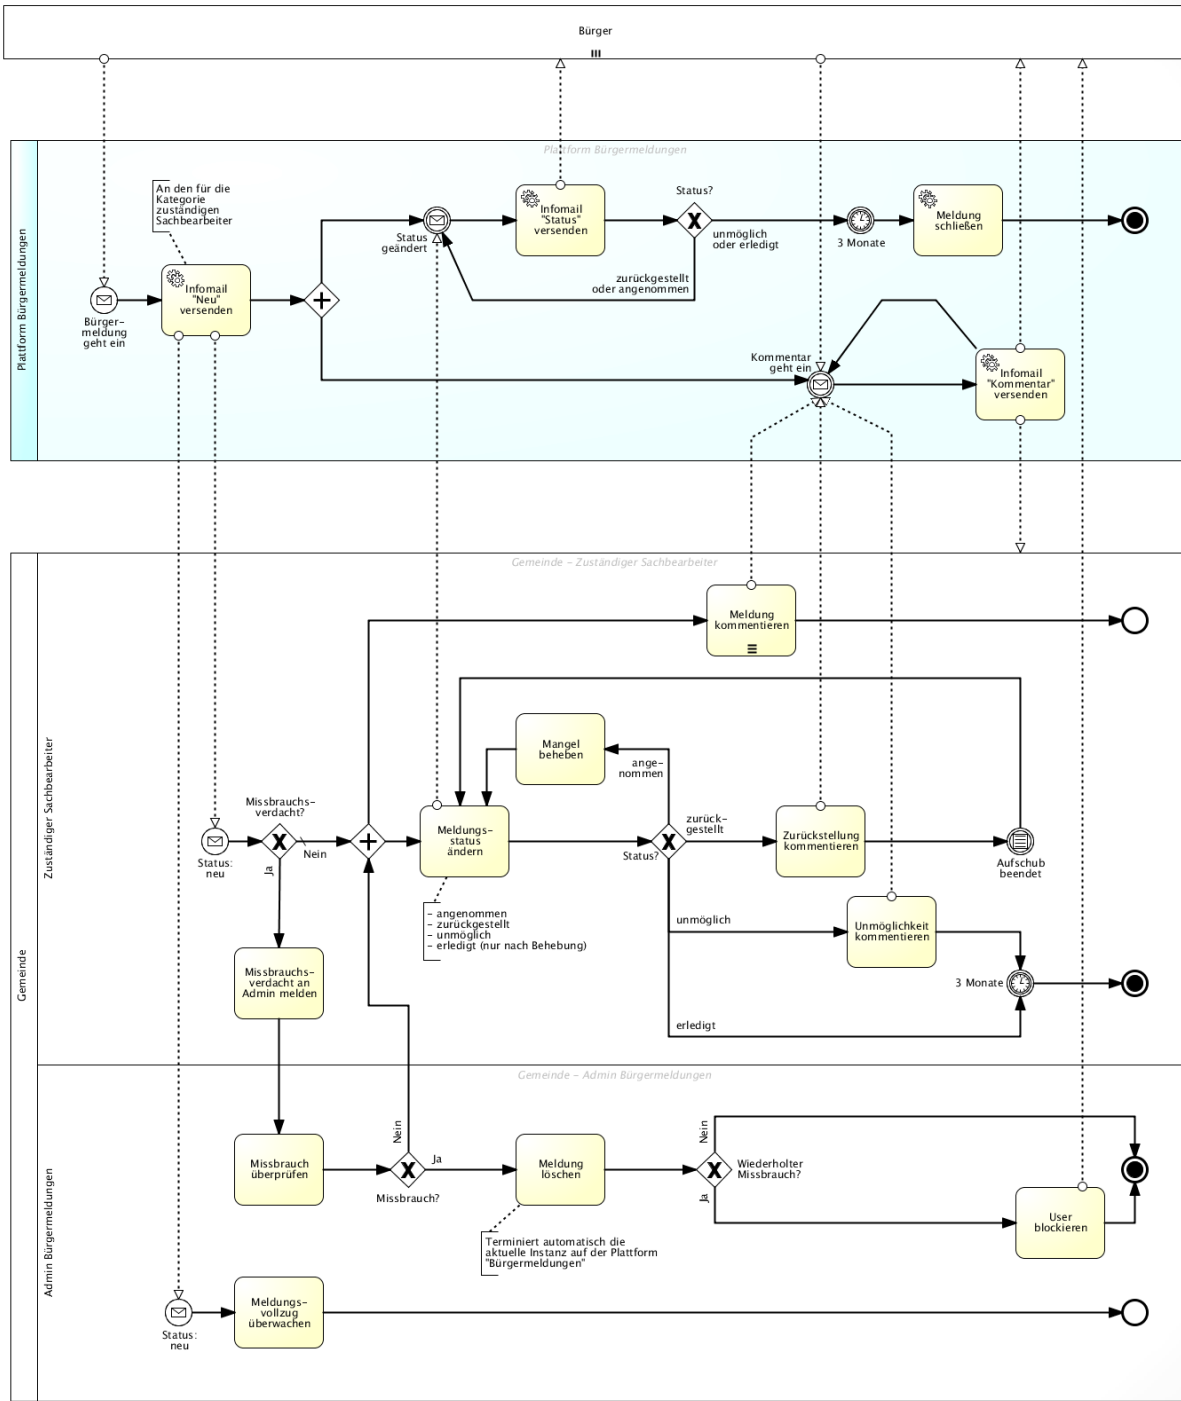 Bürger
Plattform Bürgermeldungen
Plattform Bürgermeldungen
An den für die
Kategorie
zuständigen
Sachbearbeiter
Bürger-
meldung
geht ein
Infomail
"Neu"
versenden
Status
geändert
Infomail
"Status"
versenden
Status?
unmöglich
oder erledigt
zurückgestellt
oder angenommen
3 Monate
Meldung
schließen
Kommentar
geht ein
Infomail
"Kommentar"
versenden
Gemeinde
Gemeinde - Zuständiger Sachbearbeiter
Zuständiger Sachbearbeiter
Meldung
kommentieren
Mangel
beheben
ange-
nommen
Status:
neu
Missbrauchs-
verdacht?
Nein
Ja
Meldungs-
status
ändern
Status?
zurück-
gestellt
Zurückstellung
kommentieren
Aufschub
beendet
- angenommen
- zurückgestellt
- unmöglich
- erledigt (nur nach Behebung)
unmöglich
Unmöglichkeit
kommentieren
Missbrauchs-
verdacht an
Admin melden
3 Monate
erledigt
Gemeinde - Admin Bürgermeldungen
Admin Bürgermeldungen
Missbrauch
überprüfen
Nein
Missbrauch?
Ja
Meldung
löschen
Nein
Wiederholter
Missbrauch?
Ja
User
blockieren
Terminiert automatisch die
aktuelle Instanz auf der Plattform
"Bürgermeldungen"
Status:
neu
Meldungs-
vollzug
überwachen